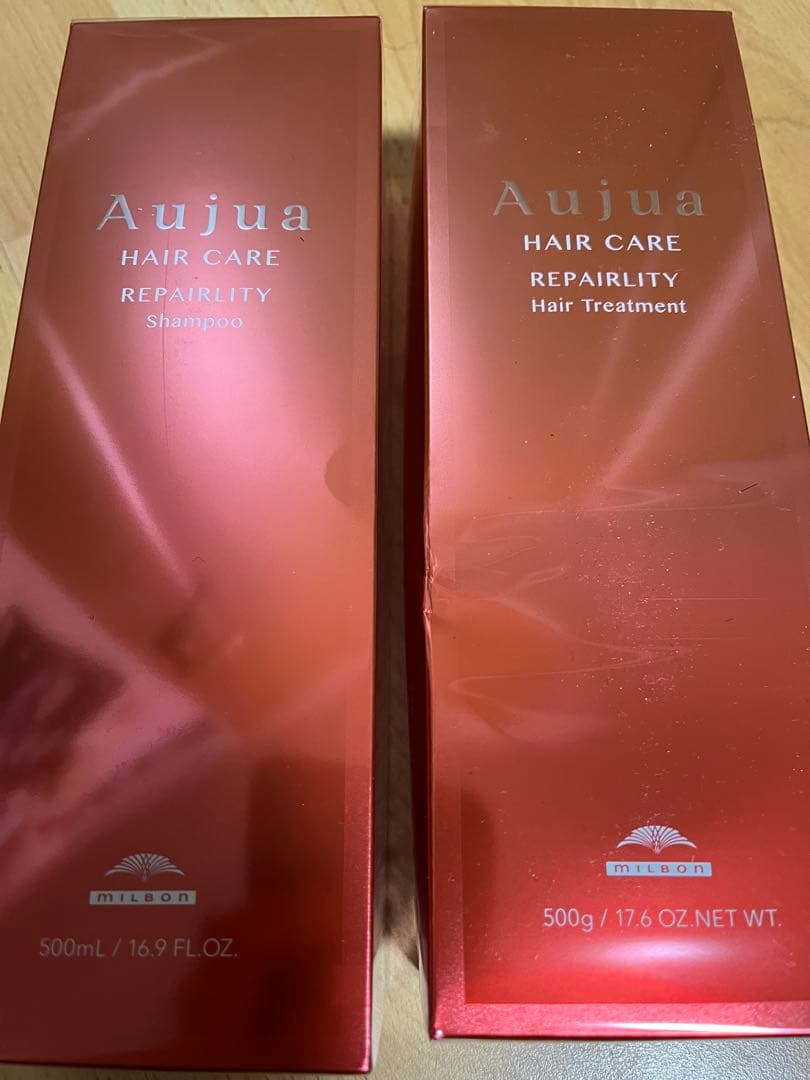 Aujua
HAIR CARE
REPAIRLITY
Shampoo
MILBON
500mL / 16.9 FL.OZ.
Aujua
HAIR CARE
REPAIRLITY
Hair Treatment
MILBON
500g / 17.6 OZ.NET WT.